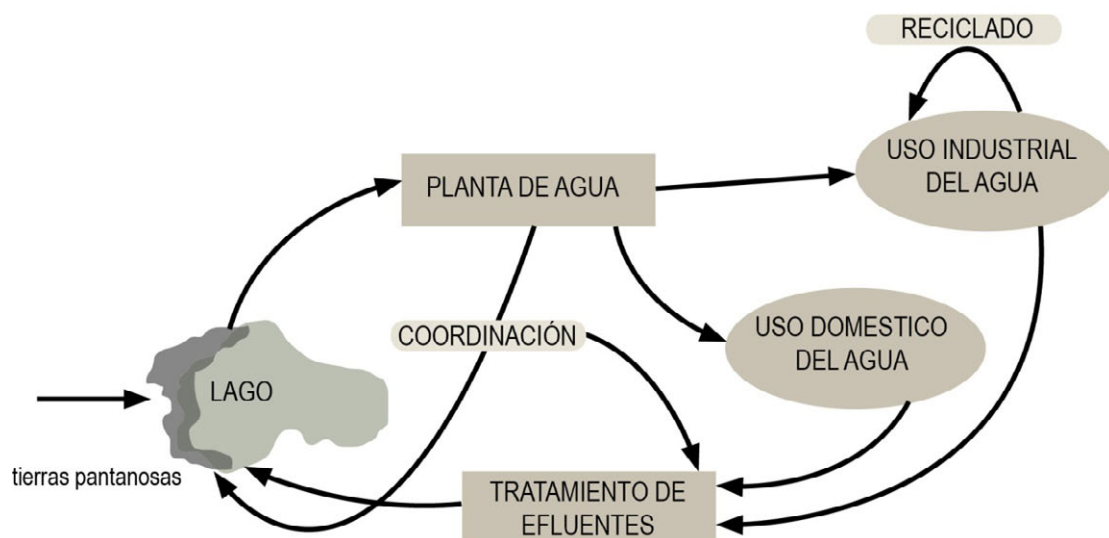 RECICLADO
USO INDUSTRIAL
DEL AGUA
PLANTA DE AGUA
USO DOMESTICO
DEL AGUA
COORDINACIÓN
LAGO
tierras pantanosas
TRATAMIENTO DE
EFLUENTES